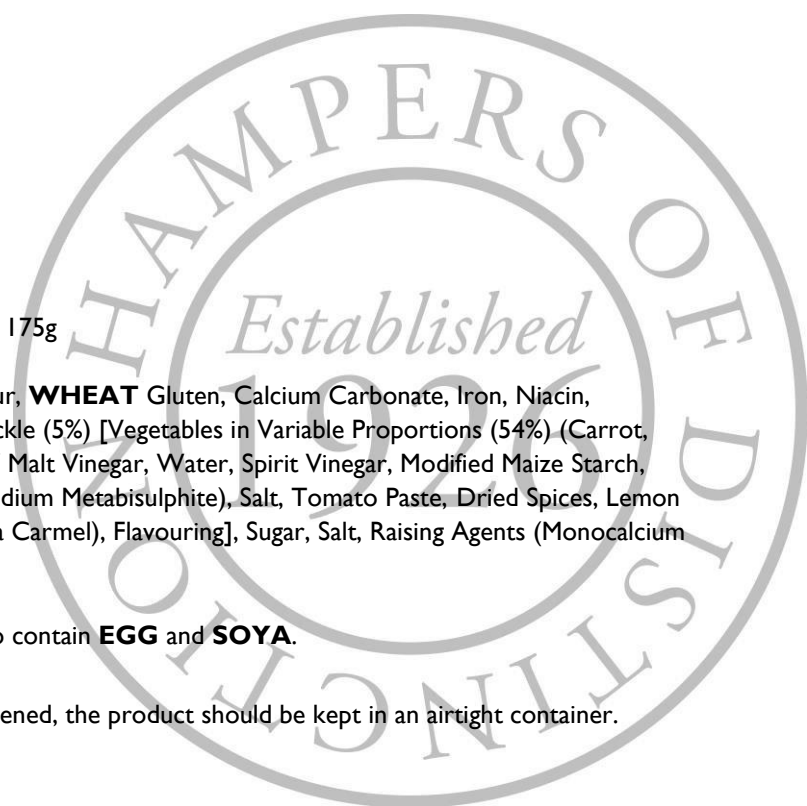 HAMPERS OF DISTINCTION
Established
1926
175g
ur, WHEAT Gluten, Calcium Carbonate, Iron, Niacin,
ckle (5%) [Vegetables in Variable Proportions (54%) (Carrot,
Malt Vinegar, Water, Spirit Vinegar, Modified Maize Starch,
dium Metabisulphite), Salt, Tomato Paste, Dried Spices, Lemon
a Carmel), Flavouring], Sugar, Salt, Raising Agents (Monocalcium
o contain EGG and SOYA.
ened, the product should be kept in an airtight container.